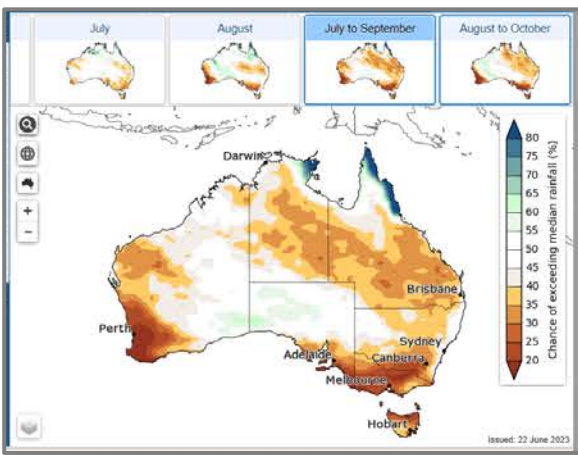 July
August
July to September
August to October
Darwin
Brisbane
Perth
Sydney
Adelaide
Canberra
Melbourne
Hobart
80
75
70
65
60
55
50
45
40
35
30
25
20
Chance of exceeding median rainfall (%)
+
−
Issued: 22 June 2023